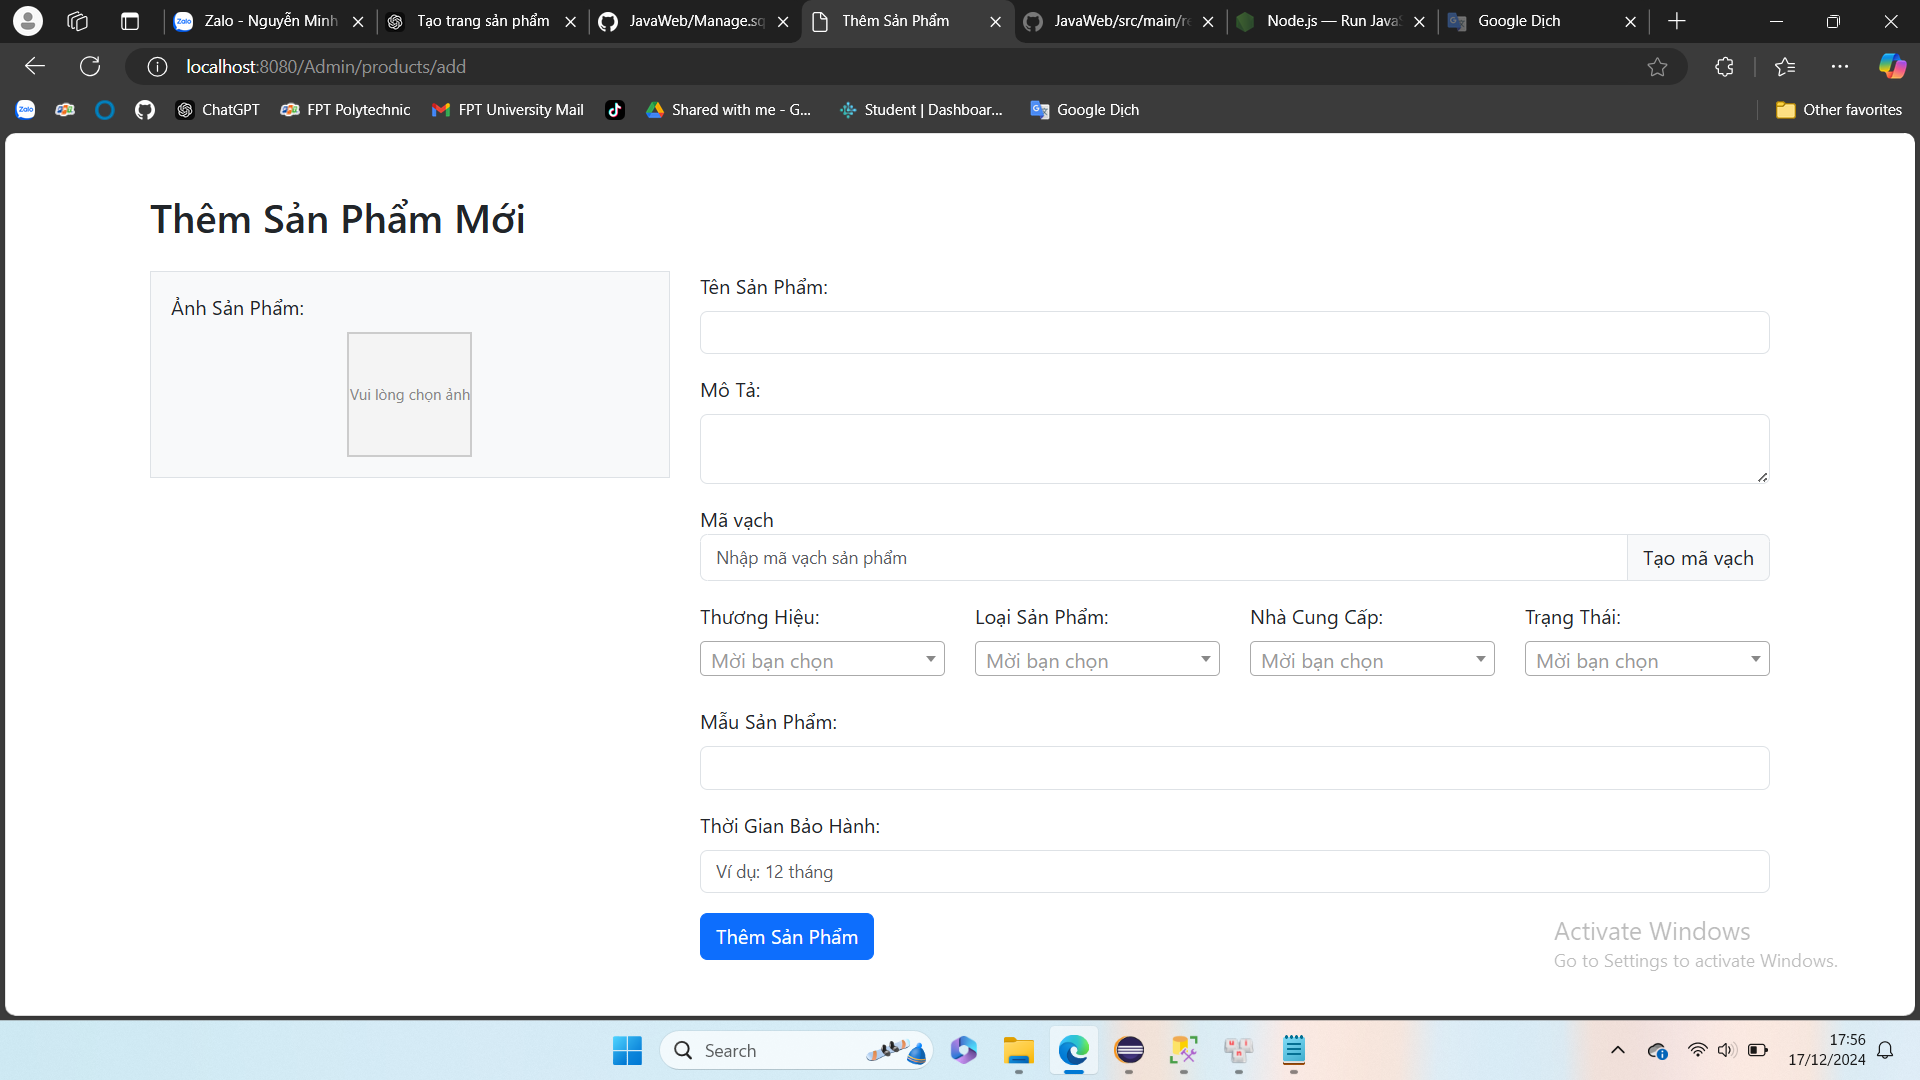 Zalo - Nguyễn Minh
Tạo trang sản phẩm
JavaWeb/Manage.sq
Thêm Sản Phẩm
JavaWeb/src/main/re
Node.js — Run JavaS
Google Dịch
localhost:8080/Admin/products/add
Zalo
ChatGPT
FPT Polytechnic
FPT University Mail
Shared with me - G...
Student | Dashboar...
Google Dịch
Other favorites
Thêm Sản Phẩm Mới
Ảnh Sản Phẩm:
Vui lòng chọn ảnh
Tên Sản Phẩm:
Mô Tả:
Mã vạch
Nhập mã vạch sản phẩm
Tạo mã vạch
Thương Hiệu:
Loại Sản Phẩm:
Nhà Cung Cấp:
Trạng Thái:
Mời bạn chọn
Mời bạn chọn
Mời bạn chọn
Mời bạn chọn
Mẫu Sản Phẩm:
Thời Gian Bảo Hành:
Ví dụ: 12 tháng
Thêm Sản Phẩm
Activate Windows
Go to Settings to activate Windows.
Search
17:56
17/12/2024